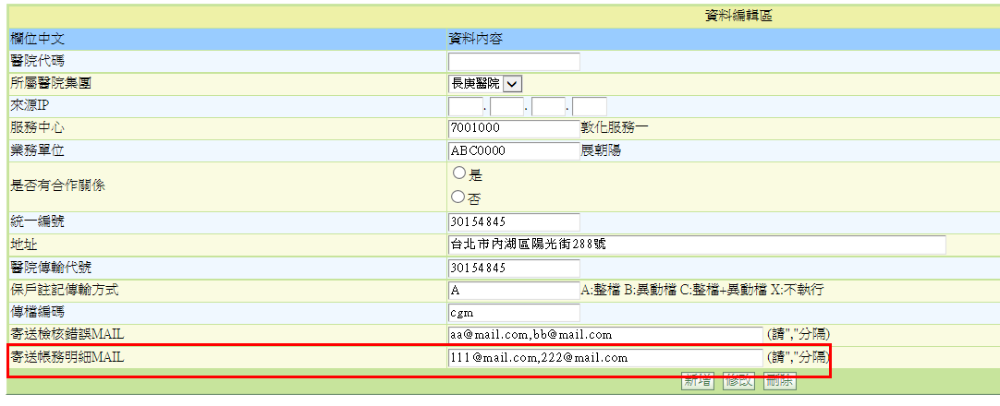 資料編輯區
欄位中文 資料內容
醫院代碼
所屬醫院集團 長庚醫院
來源IP . . .
服務中心 7001000 敦化服務一
業務單位 ABC0000 展朝陽
是否有合作關係 是
否
統一編號 30154845
地址 台北市內湖區陽光街288號
醫院傳輸代號 30154845
保戶註記傳輸方式 A A:整檔 B:異動檔 C:整檔+異動檔 X:不執行
傳檔編碼 cgm
寄送檢核錯誤MAIL aa@mail.com,bb@mail.com (請","分隔)
寄送帳務明細MAIL 111@mail.com,222@mail.com (請","分隔)
新增 修改 刪除